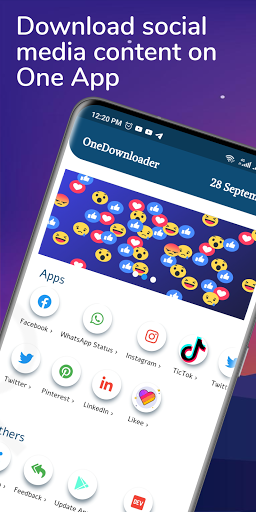 Download social
media content on
One App
12:20 PM
OneDownloader
28 Septem
Apps
Facebook ›
WhatsApp Status ›
Instagram ›
TicTok ›
Twitter ›
Pinterest ›
LinkedIn ›
Likee ›
thers
Feedback ›
Update App
DEV